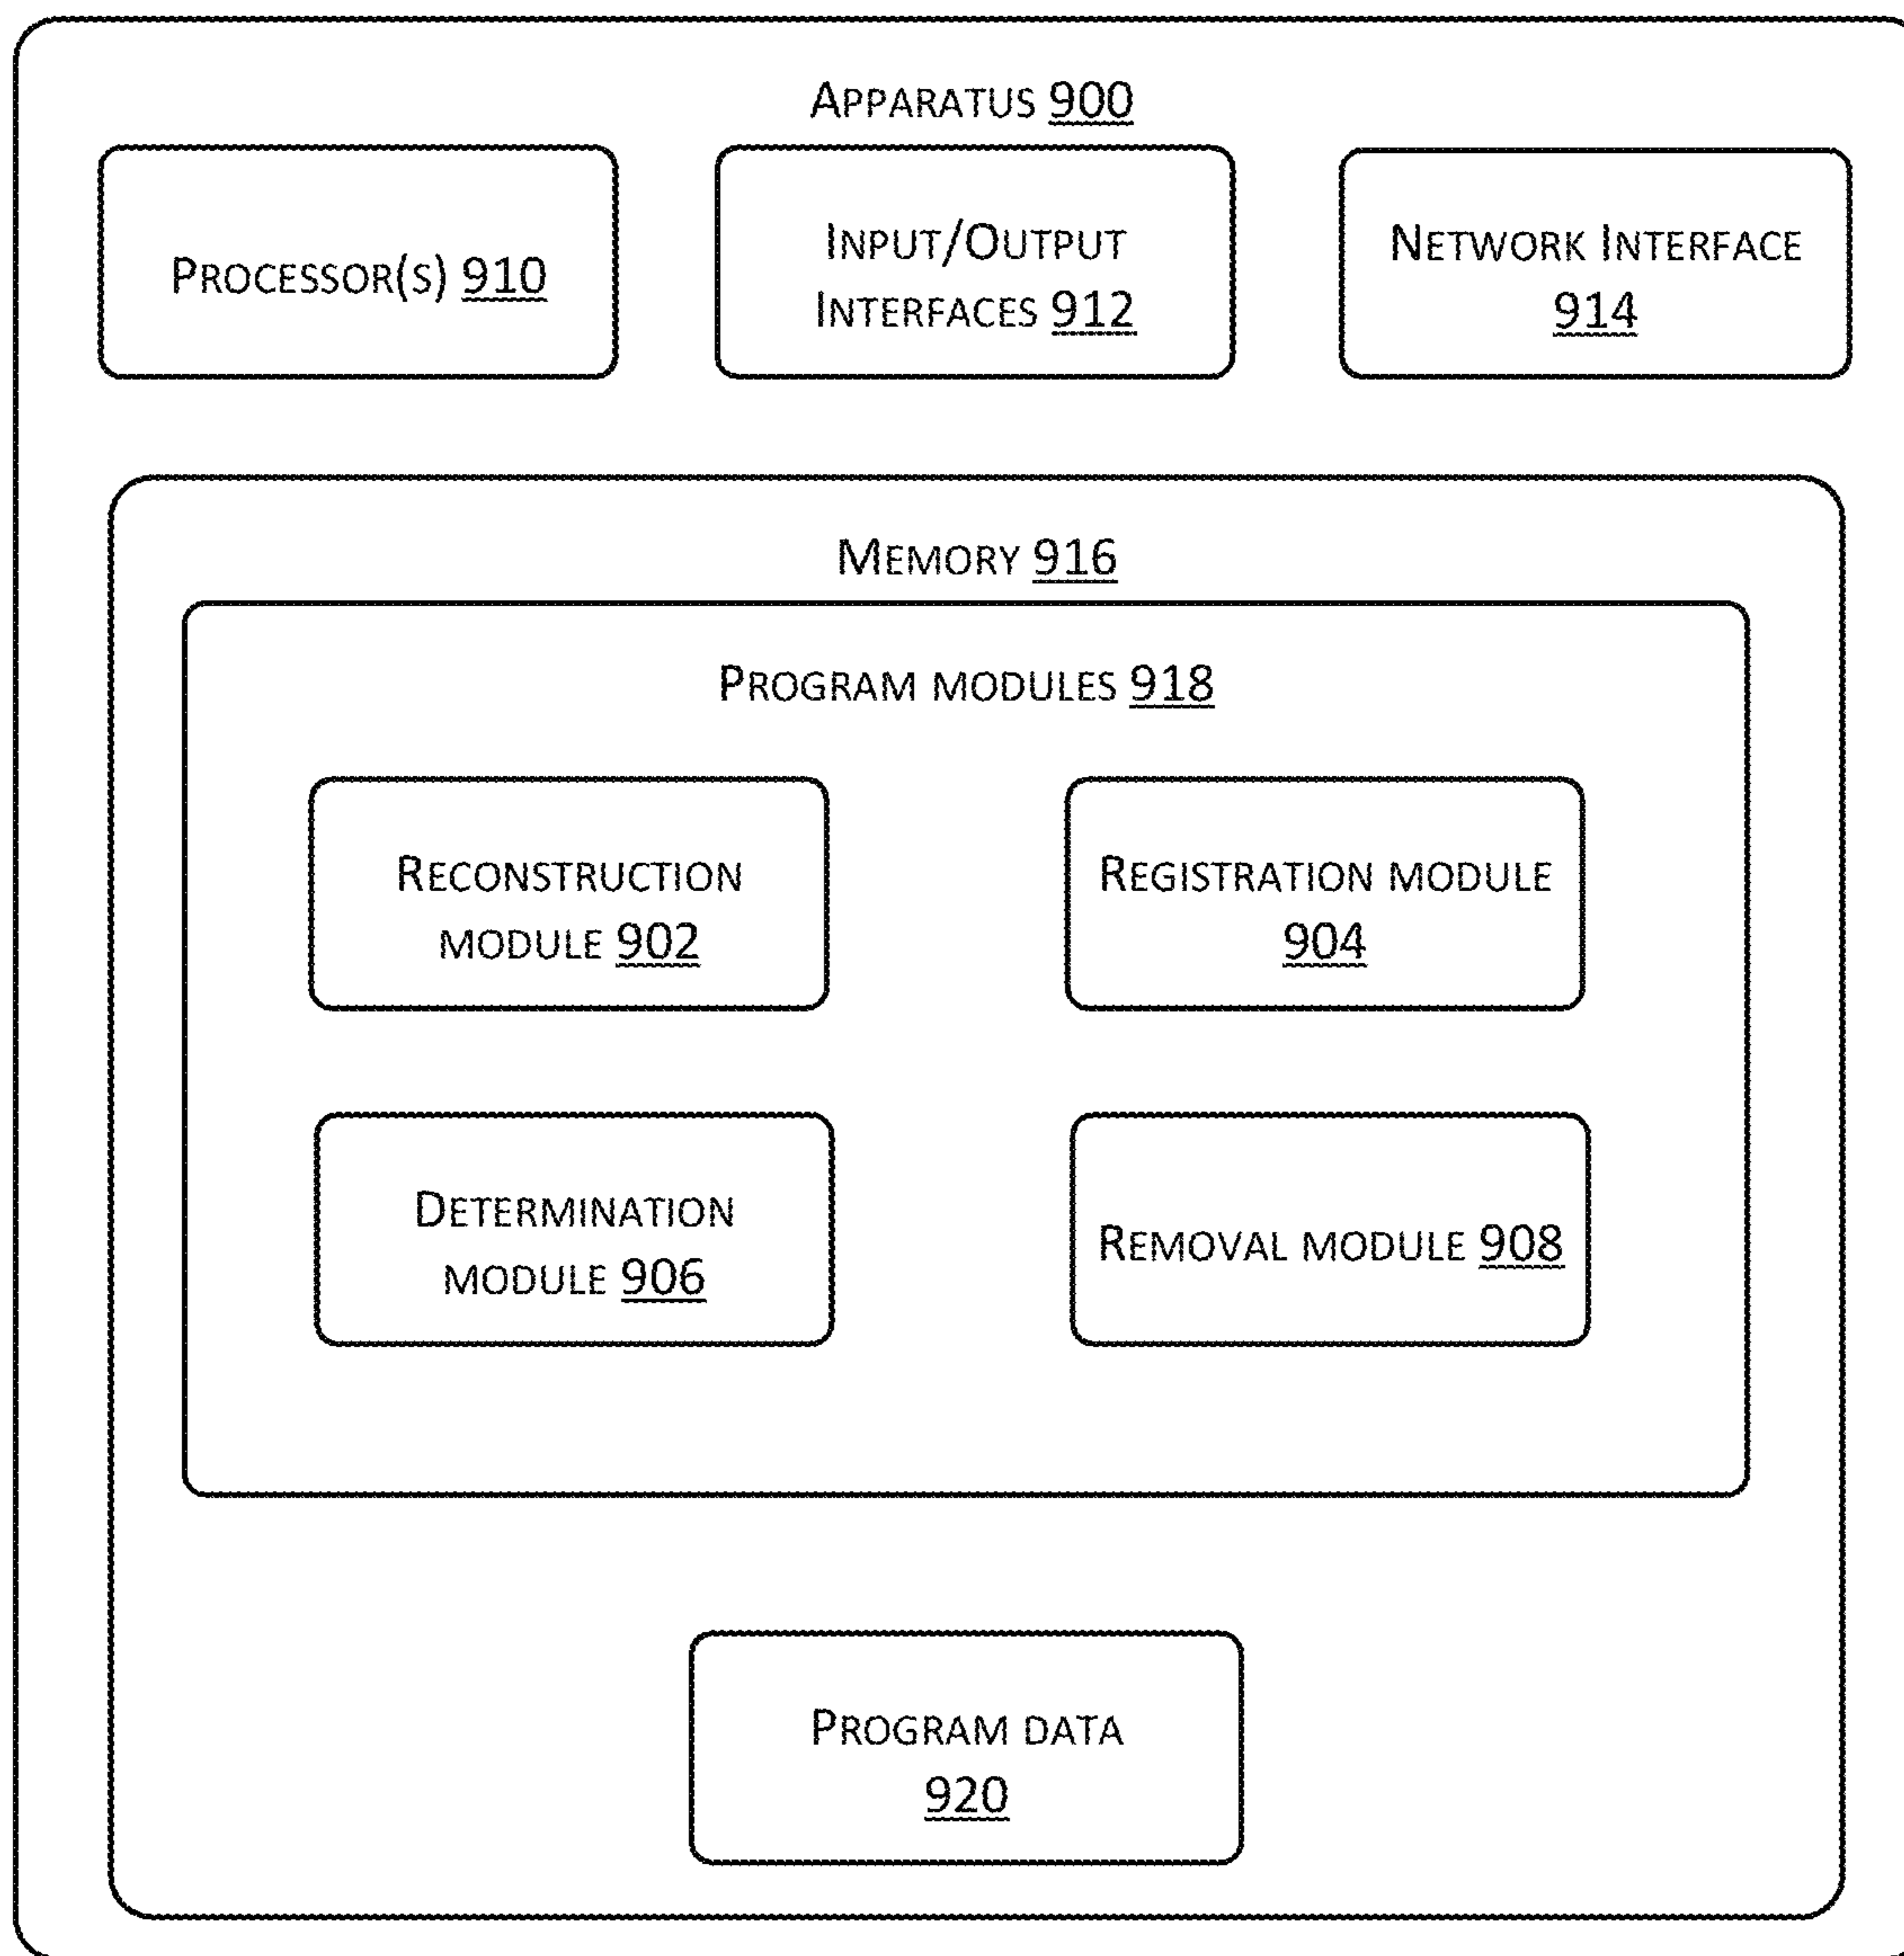 APPARATUS 900
PROCESSOR(S) 910
INPUT/OUTPUT
INTERFACES 912
NETWORK INTERFACE
914
MEMORY 916
PROGRAM MODULES 918
RECONSTRUCTION
MODULE 902
REGISTRATION MODULE
904
DETERMINATION
MODULE 906
REMOVAL MODULE 908
PROGRAM DATA
920